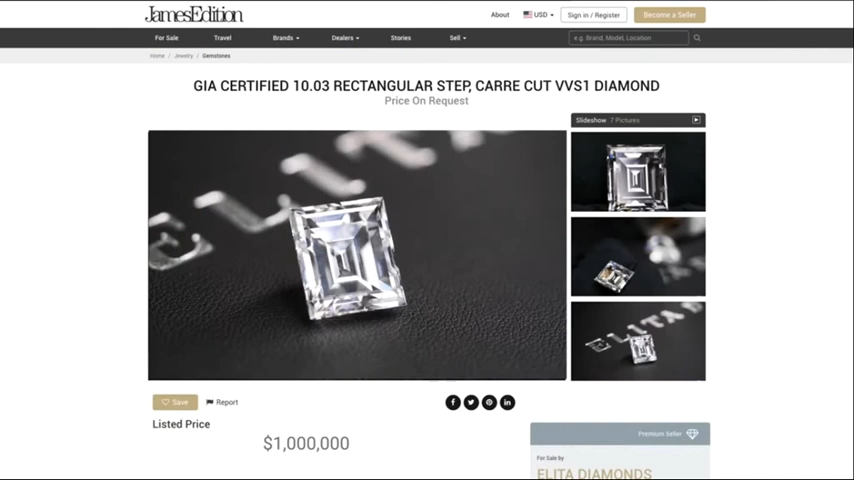 JamesEdition
About
USD
Sign in / Register
Become a Seller
For Sale
Travel
Brands
Dealers
Stories
Sell
e.g. Brand, Model, Location
Home / Jewelry / Gemstones
GIA CERTIFIED 10.03 RECTANGULAR STEP, CARRE CUT VVS1 DIAMOND
Price On Request
Slideshow 7 Pictures
ELITA
ELITA D
Save
Report
Listed Price
$1,000,000
Premium Seller
For Sale by
ELITA DIAMONDS